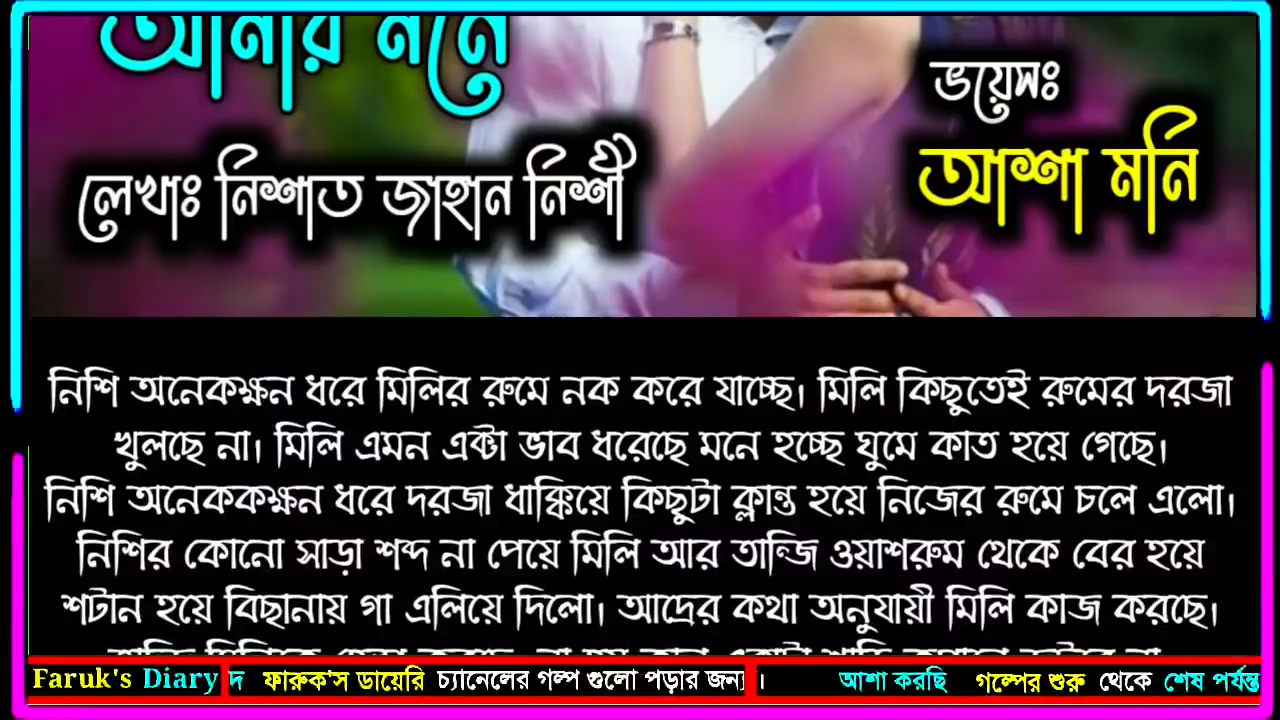 আমার মনে
ভয়েসঃ
আশা মনি
লেখাঃ নিশাত জাহান নিশী
নিশি অনেকক্ষন ধরে মিলির রুমে নক করে যাচ্ছে। মিলি কিছুতেই রুমের দরজা
খুলছে না। মিলি এমন এক্টা ভাব ধরেছে মনে হচ্ছে ঘুমে কাত হয়ে গেছে।
নিশি অনেককক্ষন ধরে দরজা ধাক্কিয়ে কিছুটা ক্লান্ত হয়ে নিজের রুমে চলে এলো।
নিশির কোনো সাড়া শব্দ না পেয়ে মিলি আর তান্জি ওয়াশরুম থেকে বের হয়ে
শটান হয়ে বিছানায় গা এলিয়ে দিলো। আদ্রের কথা অনুযায়ী মিলি কাজ করছে।
Faruk's Diary দ ফারুক'স ডায়েরি চ্যানেলের গল্প গুলো পড়ার জন্য । আশা করছি গল্পের শুরু থেকে শেষ পর্যন্ত